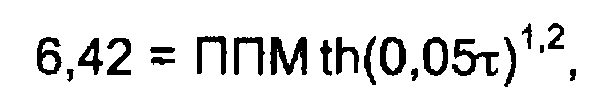 6,42 = ППМ th(0,05τ)^1,2,